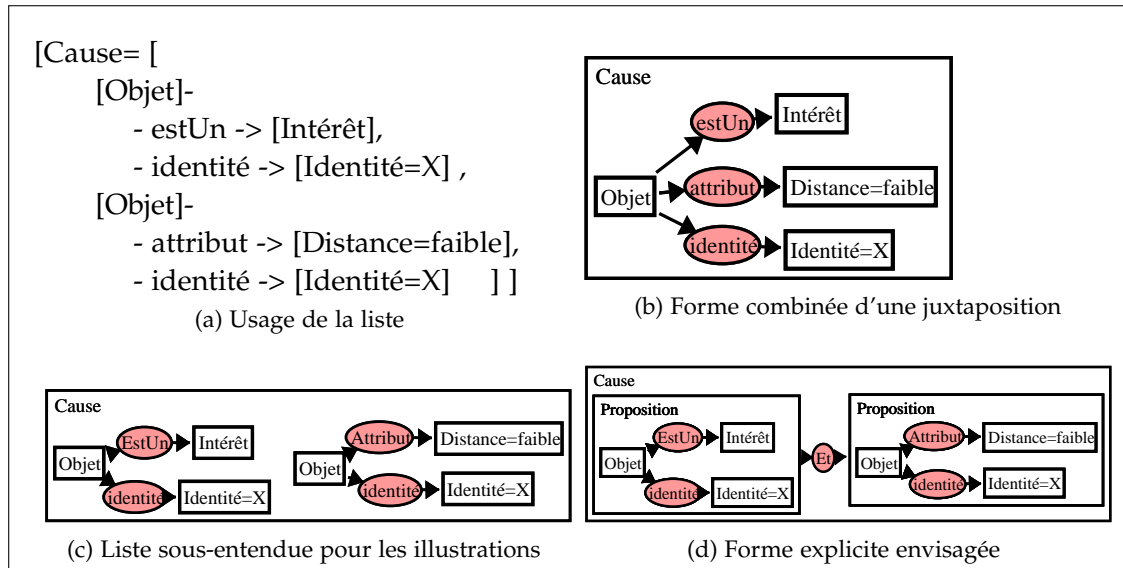 [Cause= [
[Objet]-
- estUn -> [Intérêt],
- identité -> [Identité=X] ,
[Objet]-
- attribut -> [Distance=faible],
- identité -> [Identité=X] ] ]
(a) Usage de la liste
Cause
estUn
Intérêt
Objet
attribut
Distance=faible
identité
Identité=X
(b) Forme combinée d'une juxtaposition
Cause
Objet
EstUn
Intérêt
identité
Identité=X
Objet
Attribut
Distance=faible
identité
Identité=X
(c) Liste sous-entendue pour les illustrations
Cause
Proposition
Objet
EstUn
Intérêt
identité
Identité=X
Et
Proposition
Objet
Attribut
Distance=faible
identité
Identité=X
(d) Forme explicite envisagée